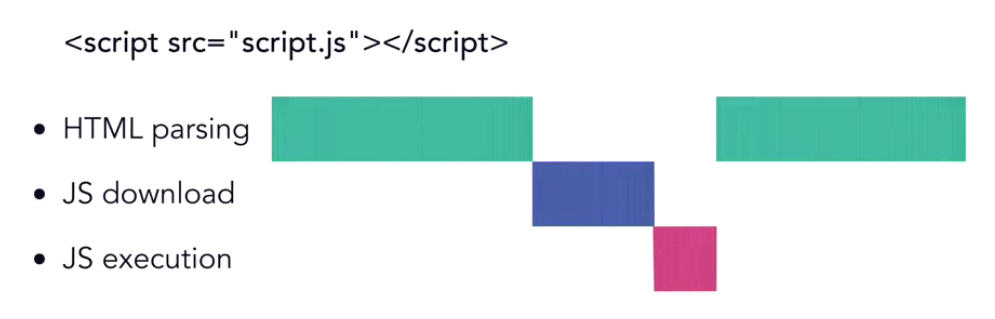 <script src="script.js"></script>
• HTML parsing
• JS download
• JS execution